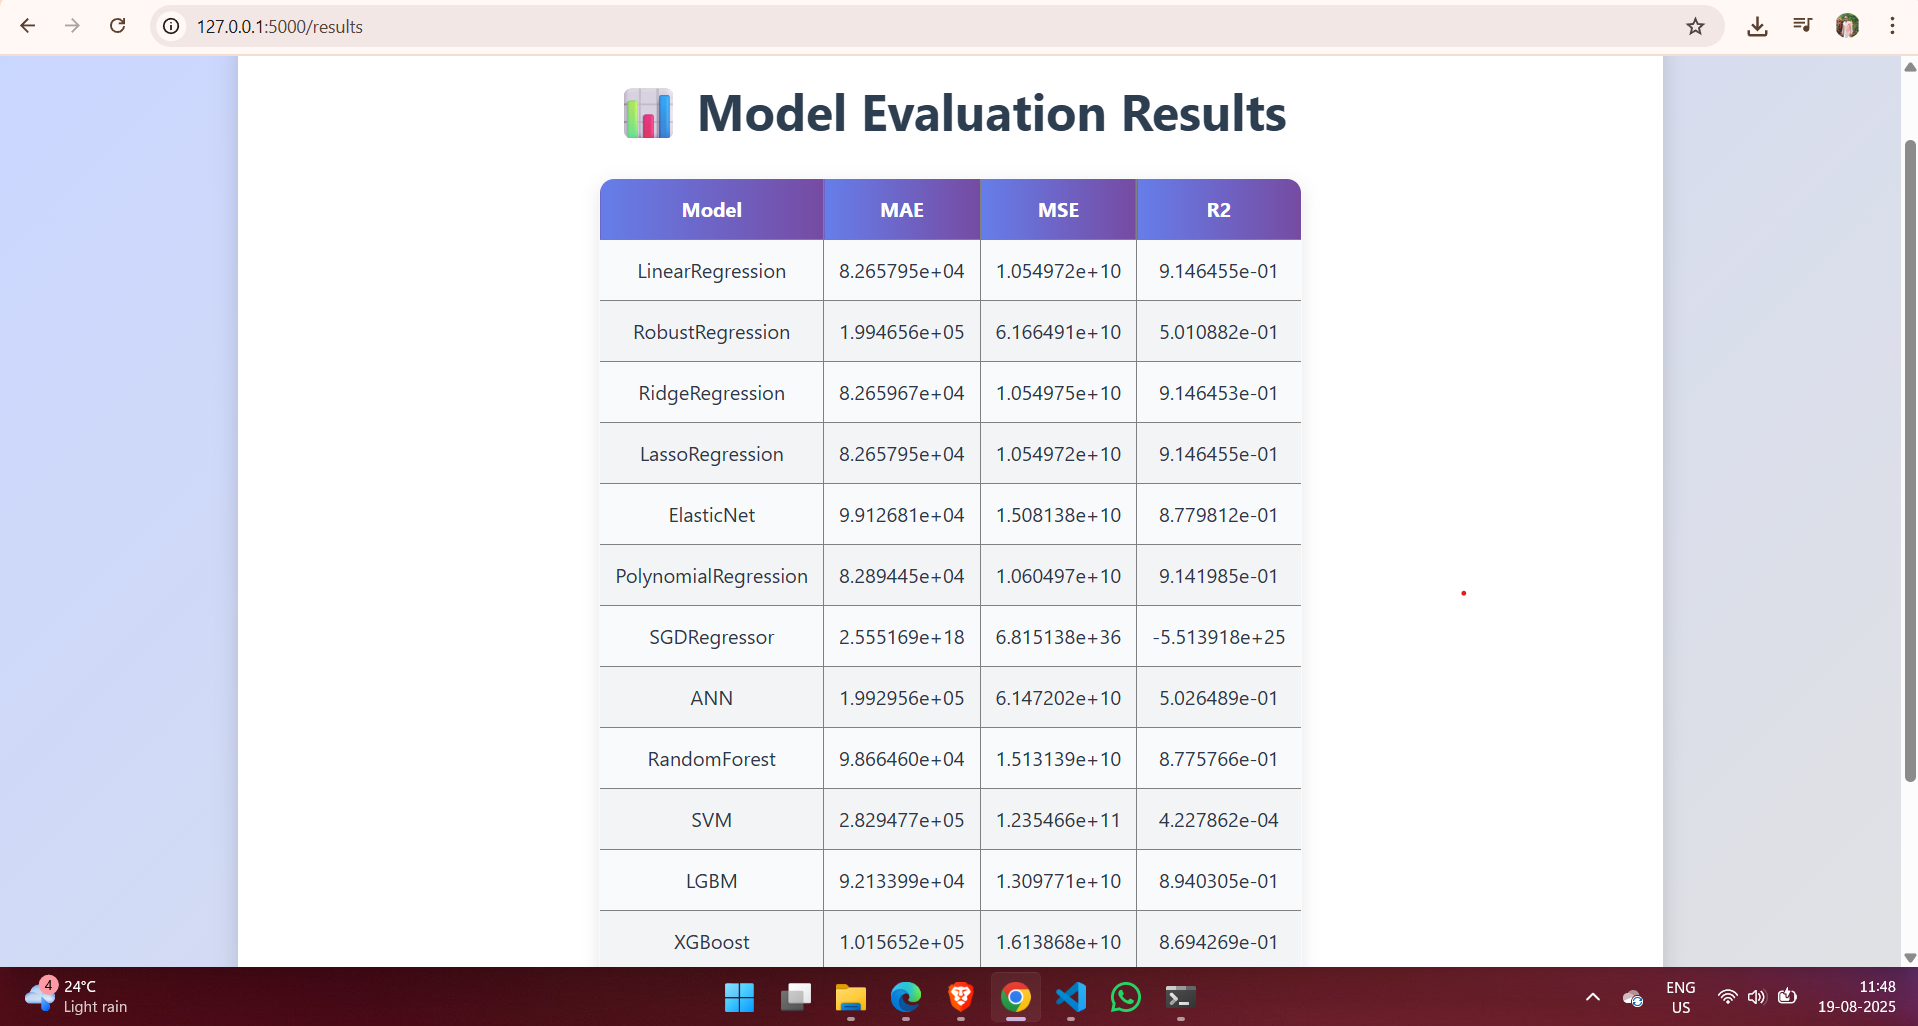 127.0.0.1:5000/results
Model Evaluation Results
Model MAE MSE R2
LinearRegression 8.265795e+04 1.054972e+10 9.146455e-01
RobustRegression 1.994656e+05 6.166491e+10 5.010882e-01
RidgeRegression 8.265967e+04 1.054975e+10 9.146453e-01
LassoRegression 8.265795e+04 1.054972e+10 9.146455e-01
ElasticNet 9.912681e+04 1.508138e+10 8.779812e-01
PolynomialRegression 8.289445e+04 1.060497e+10 9.141985e-01
SGDRegressor 2.555169e+18 6.815138e+36 -5.513918e+25
ANN 1.992956e+05 6.147202e+10 5.026489e-01
RandomForest 9.866460e+04 1.513139e+10 8.775766e-01
SVM 2.829477e+05 1.235466e+11 4.227862e-04
LGBM 9.213399e+04 1.309771e+10 8.940305e-01
XGBoost 1.015652e+05 1.613868e+10 8.694269e-01
4 24°C ENG 11:48
Light rain US 19-08-2025